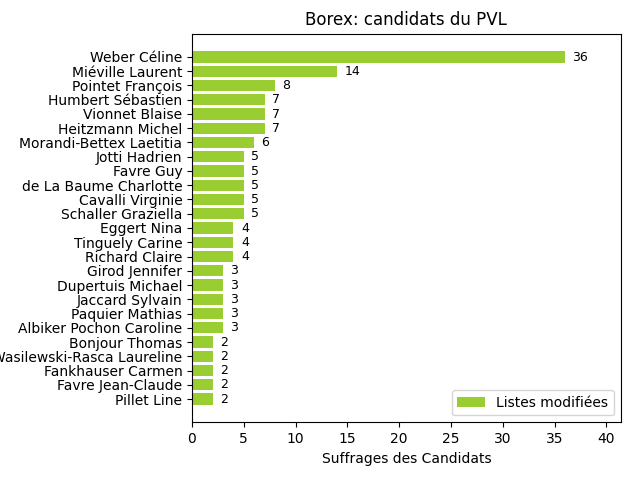 Borex: candidats du PVL
Weber Céline 36
Miéville Laurent 14
Pointet François 8
Humbert Sébastien 7
Vionnet Blaise 7
Heitzmann Michel 7
Morandi-Bettex Laetitia 6
Jotti Hadrien 5
Favre Guy 5
de La Baume Charlotte 5
Cavalli Virginie 5
Schaller Graziella 5
Eggert Nina 4
Tinguely Carine 4
Richard Claire 4
Girod Jennifer 3
Dupertuis Michael 3
Jaccard Sylvain 3
Paquier Mathias 3
Albiker Pochon Caroline 3
Bonjour Thomas 2
Wasilewski-Rasca Laureline 2
Fankhauser Carmen 2
Favre Jean-Claude 2
Pillet Line 2
Listes modifiées
0 5 10 15 20 25 30 35 40
Suffrages des Candidats